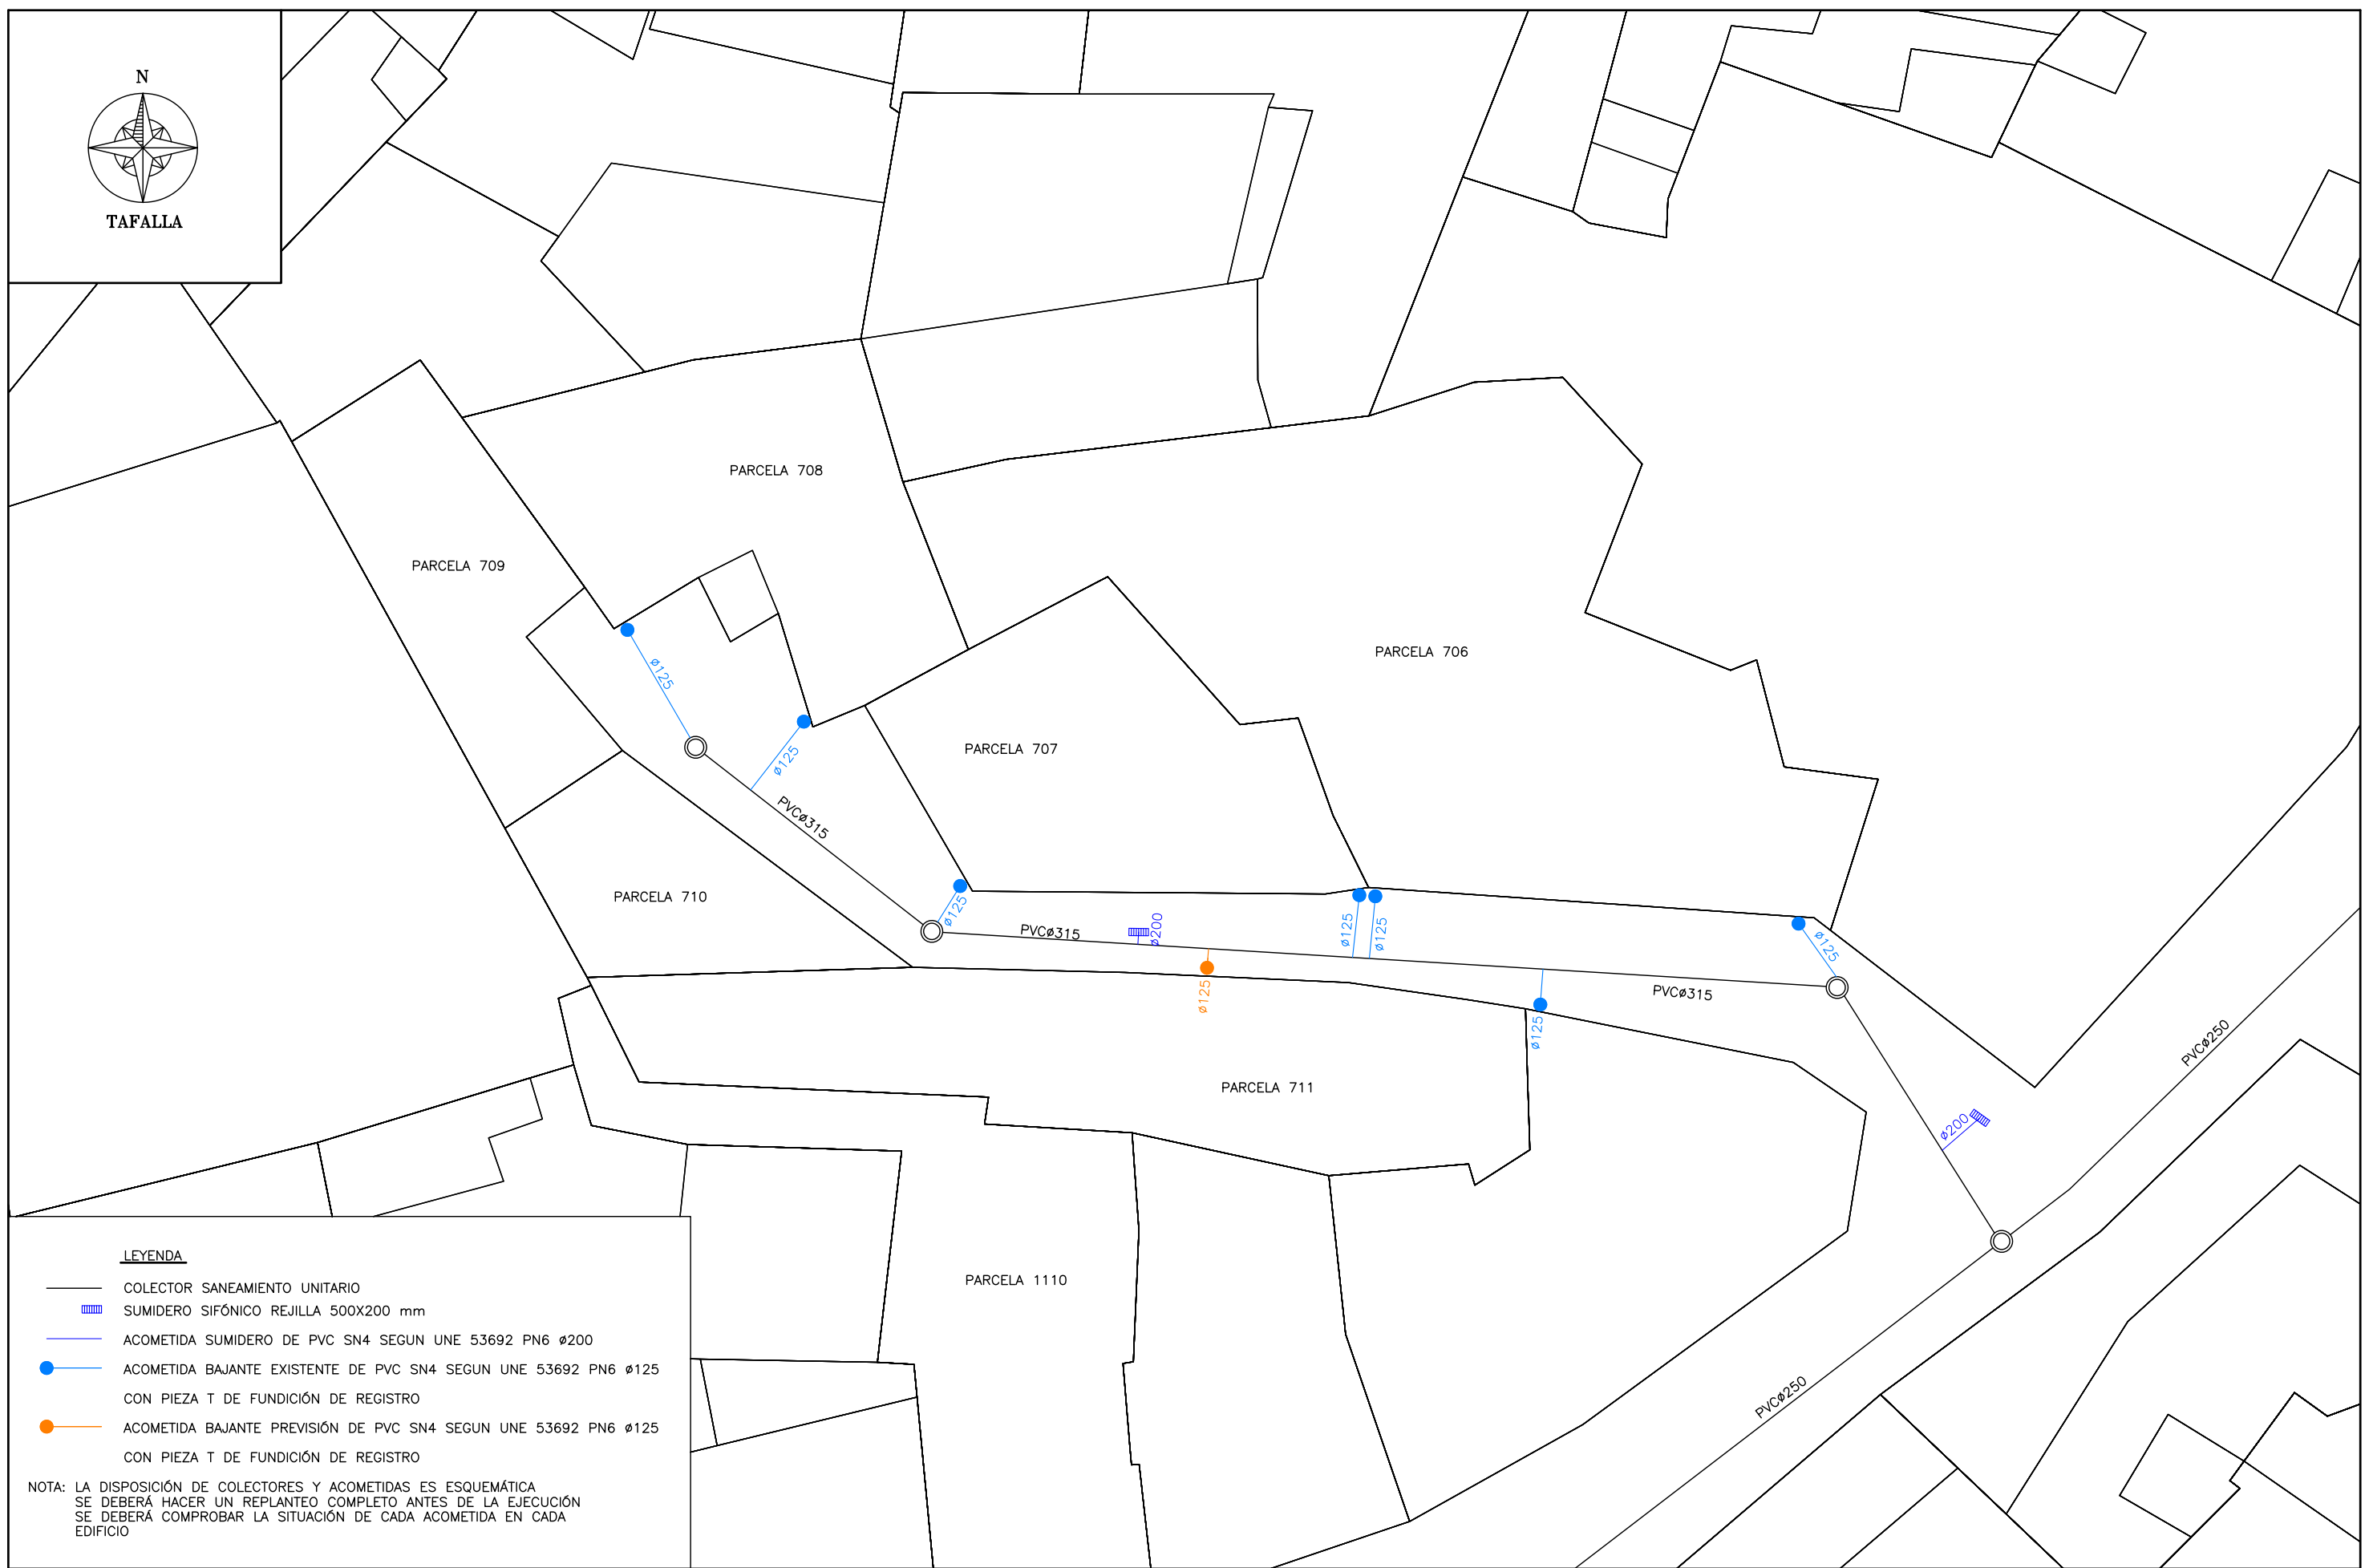 N
TAFALLA
PARCELA 708
PARCELA 709
PARCELA 706
ø125
PARCELA 707
ø125
PVCø315
PARCELA 710
ø125
PVCø315
ø200
ø125
ø125
ø125
ø125
PVCø315
ø125
PVCø250
PARCELA 711
ø200
PARCELA 1110
PVCø250
LEYENDA
COLECTOR SANEAMIENTO UNITARIO
SUMIDERO SIFÓNICO REJILLA 500X200 mm
ACOMETIDA SUMIDERO DE PVC SN4 SEGUN UNE 53692 PN6 ø200
ACOMETIDA BAJANTE EXISTENTE DE PVC SN4 SEGUN UNE 53692 PN6 ø125
CON PIEZA T DE FUNDICIÓN DE REGISTRO
ACOMETIDA BAJANTE PREVISIÓN DE PVC SN4 SEGUN UNE 53692 PN6 ø125
CON PIEZA T DE FUNDICIÓN DE REGISTRO
NOTA: LA DISPOSICIÓN DE COLECTORES Y ACOMETIDAS ES ESQUEMÁTICA
SE DEBERÁ HACER UN REPLANTEO COMPLETO ANTES DE LA EJECUCIÓN
SE DEBERÁ COMPROBAR LA SITUACIÓN DE CADA ACOMETIDA EN CADA
EDIFICIO